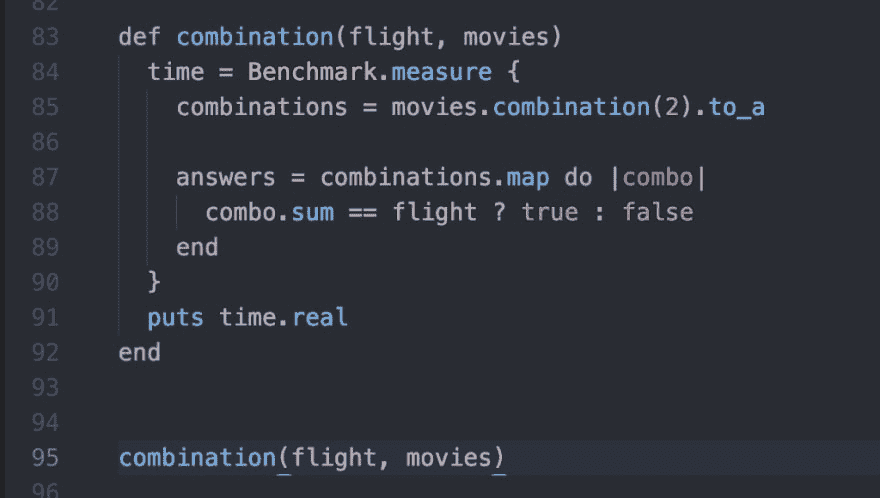 82
83 def combination(flight, movies)
84 time = Benchmark.measure {
85 combinations = movies.combination(2).to_a
86
87 answers = combinations.map do |combo|
88 combo.sum == flight ? true : false
89 end
90 }
91 puts time.real
92 end
93
94
95 combination(flight, movies)
96